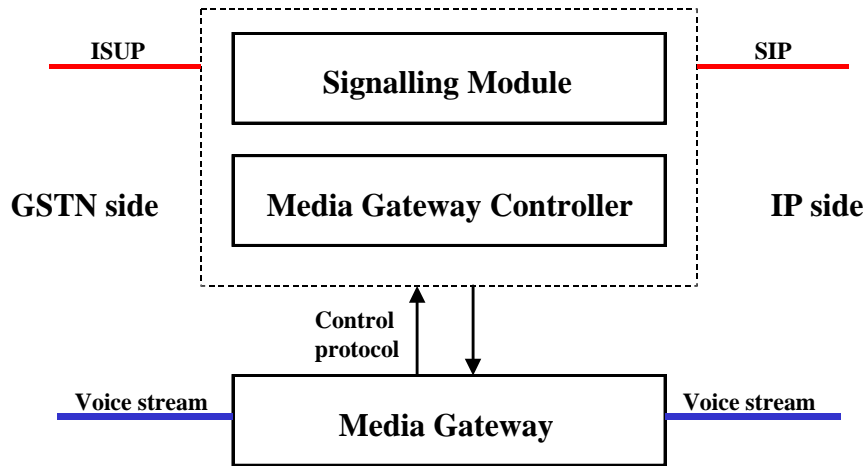 ISUP
SIP
Signalling Module
GSTN side
Media Gateway Controller
IP side
Control
protocol
Voice stream
Voice stream
Media Gateway